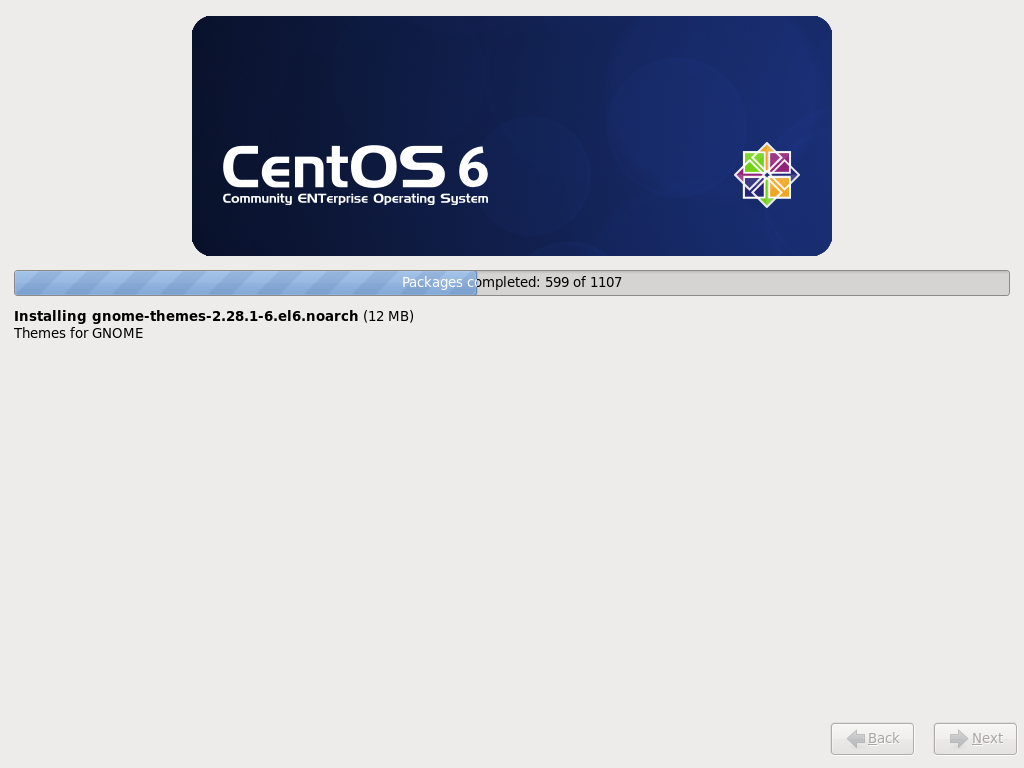 CentOS 6
Community ENTerprise Operating System
Packages completed: 599 of 1107
Installing gnome-themes-2.28.1-6.el6.noarch (12 MB)
Themes for GNOME
Back
Next